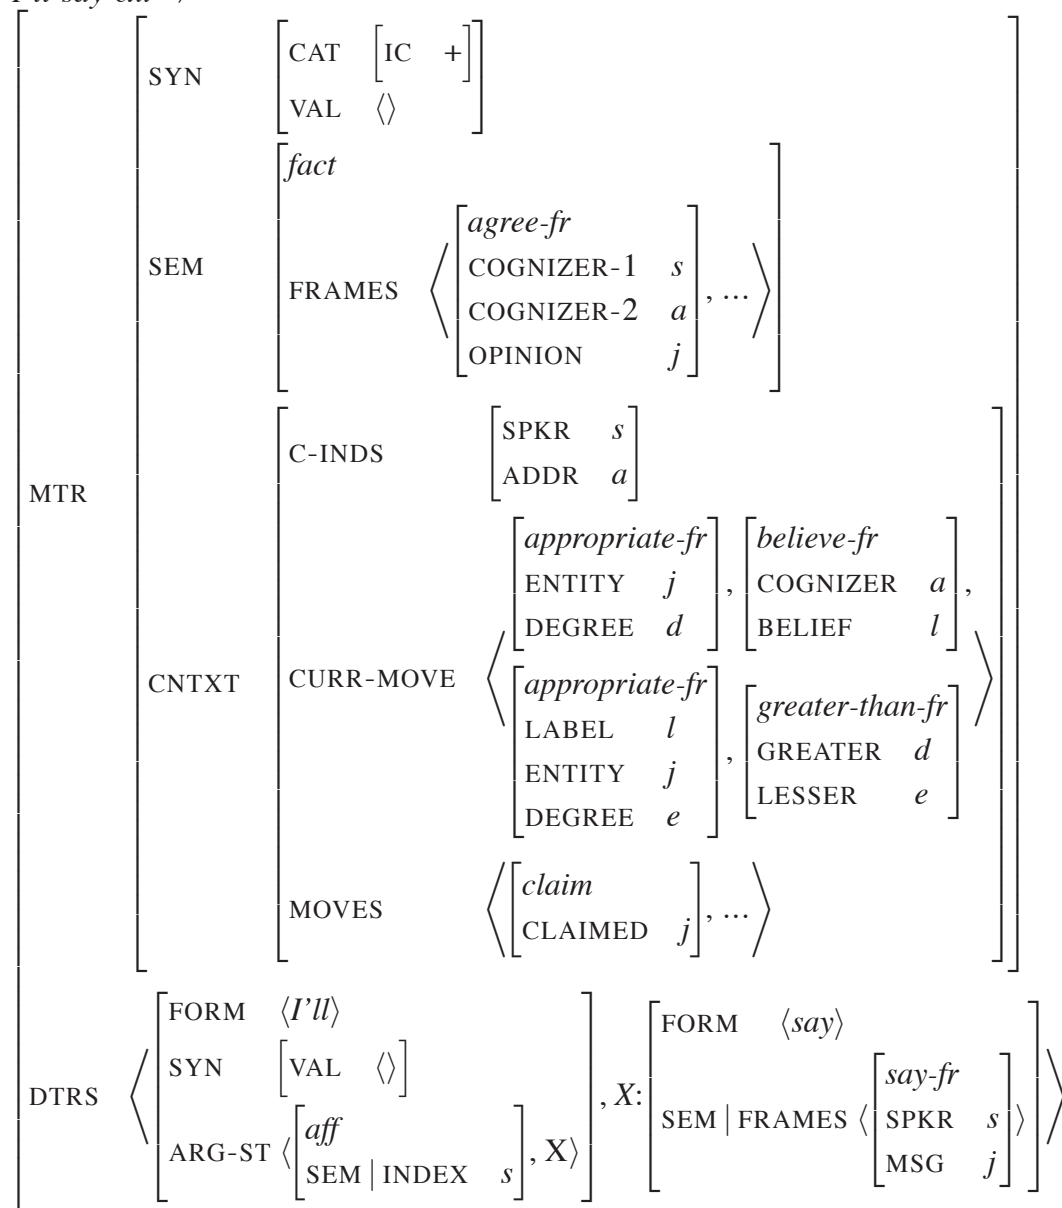 SYN CAT [IC +]
VAL ⟨⟩
fact
SEM FRAMES ⟨[agree-fr
COGNIZER-1 s
COGNIZER-2 a
OPINION j], ...⟩
MTR
CNTXT
C-INDS [SPKR s
ADDR a]
CURR-MOVE ⟨[appropriate-fr
ENTITY j
DEGREE d],
[believe-fr
COGNIZER a
BELIEF l],
[appropriate-fr
LABEL l
ENTITY j
DEGREE e],
[greater-than-fr
GREATER d
LESSER e]⟩
MOVES ⟨[claim
CLAIMED j], ...⟩
DTRS ⟨[FORM ⟨I'll⟩
SYN [VAL ⟨⟩]
ARG-ST ⟨[aff
SEM | INDEX s], X⟩],
X: [FORM ⟨say⟩
SEM | FRAMES ⟨[say-fr
SPKR s
MSG j]⟩]⟩